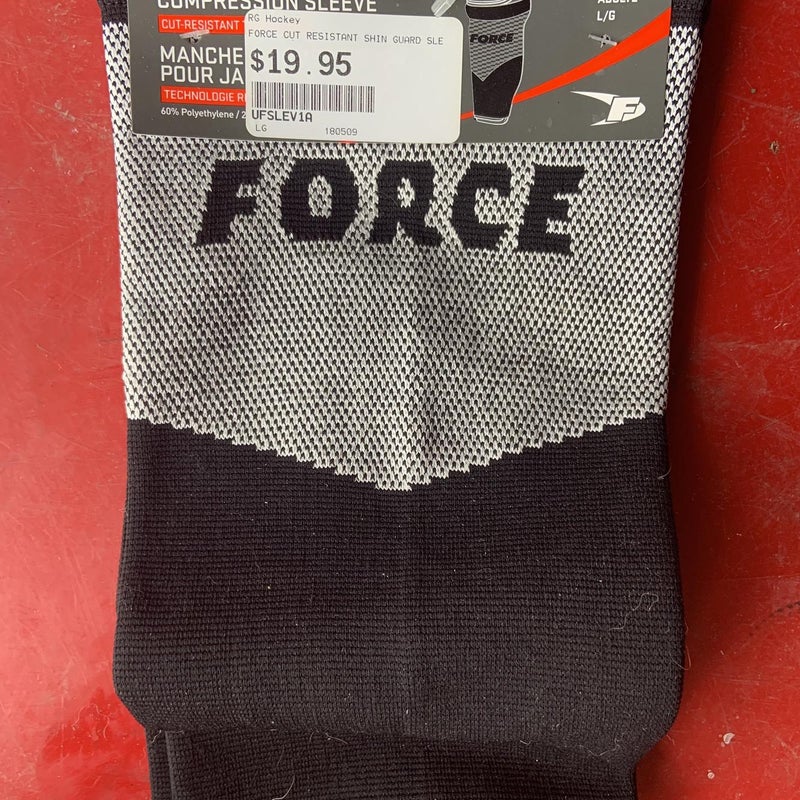 COMPRESSION SLEEVE
CUT-RESISTANT
MANCHE
POUR JA
TECHNOLOGIE R
60% Polyethylene / 2
RG Hockey
FORCE CUT RESISTANT SHIN GUARD SLE
$19.95
UFSLEV1A
LG 180509
FORCE
L/G
F
FORCE